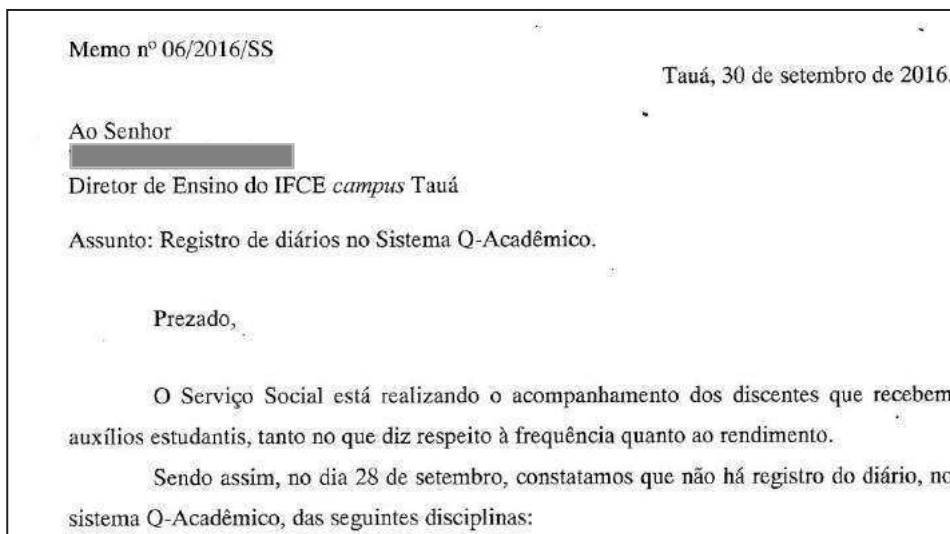 Memo nº 06/2016/SS
Tauá, 30 de setembro de 2016.
Ao Senhor
Diretor de Ensino do IFCE campus Tauá
Assunto: Registro de diários no Sistema Q-Acadêmico.
Prezado,
O Serviço Social está realizando o acompanhamento dos discentes que recebem
auxílios estudantis, tanto no que diz respeito à frequência quanto ao rendimento.
Sendo assim, no dia 28 de setembro, constatamos que não há registro do diário, no
sistema Q-Acadêmico, das seguintes disciplinas: